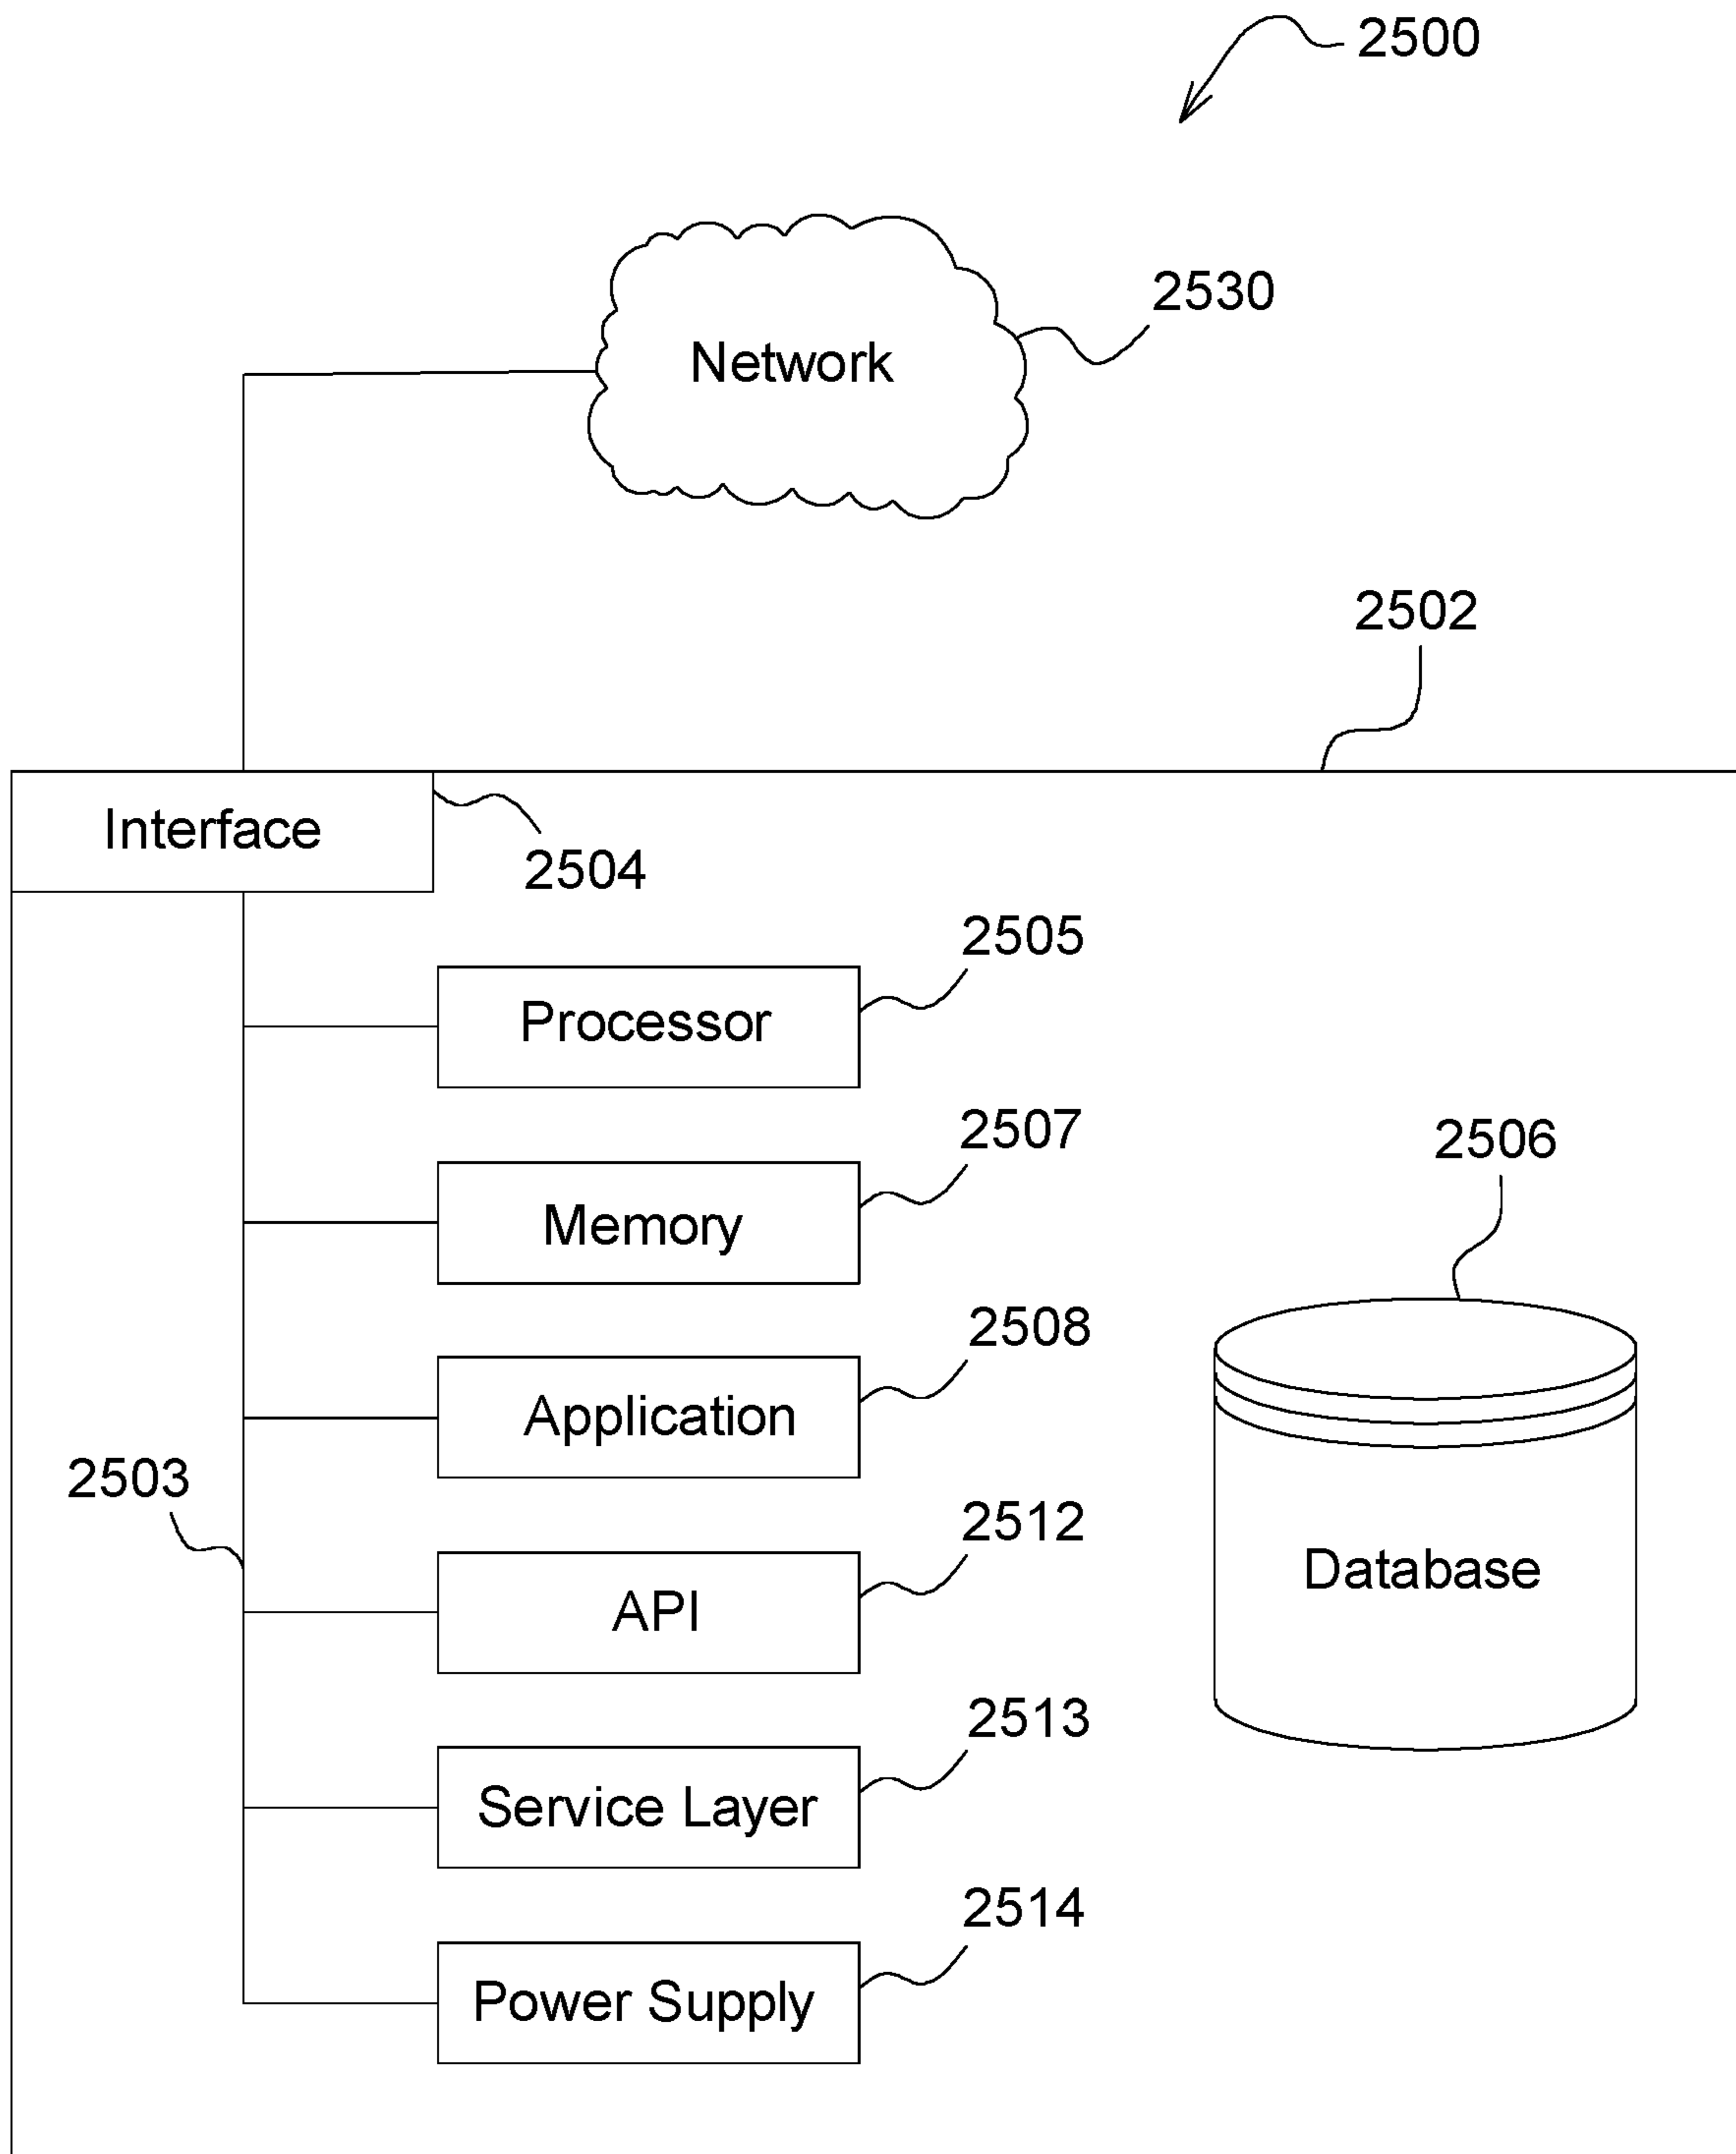 2500
2530
Network
2502
Interface
2504
2505
Processor
2507
2506
Memory
2508
Application
2503
2512
Database
API
2513
Service Layer
2514
Power Supply